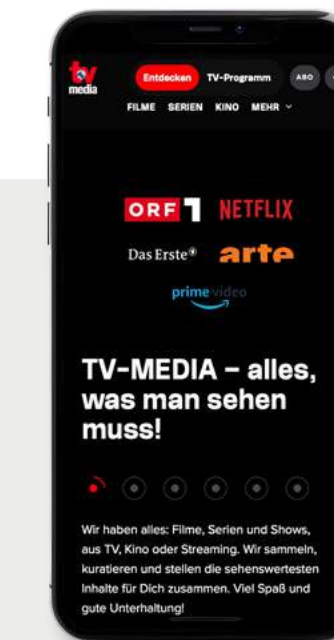 tv
media
Entdecken TV-Programm ABO
FILME SERIEN KINO MEHR
ORF 1 NETFLIX
Das Erste arte
prime video
TV-MEDIA – alles,
was man sehen
muss!
Wir haben alles: Filme, Serien und Shows,
aus TV, Kino oder Streaming. Wir sammeln,
kuratieren und stellen die sehenswertesten
Inhalte für Dich zusammen. Viel Spaß und
gute Unterhaltung!